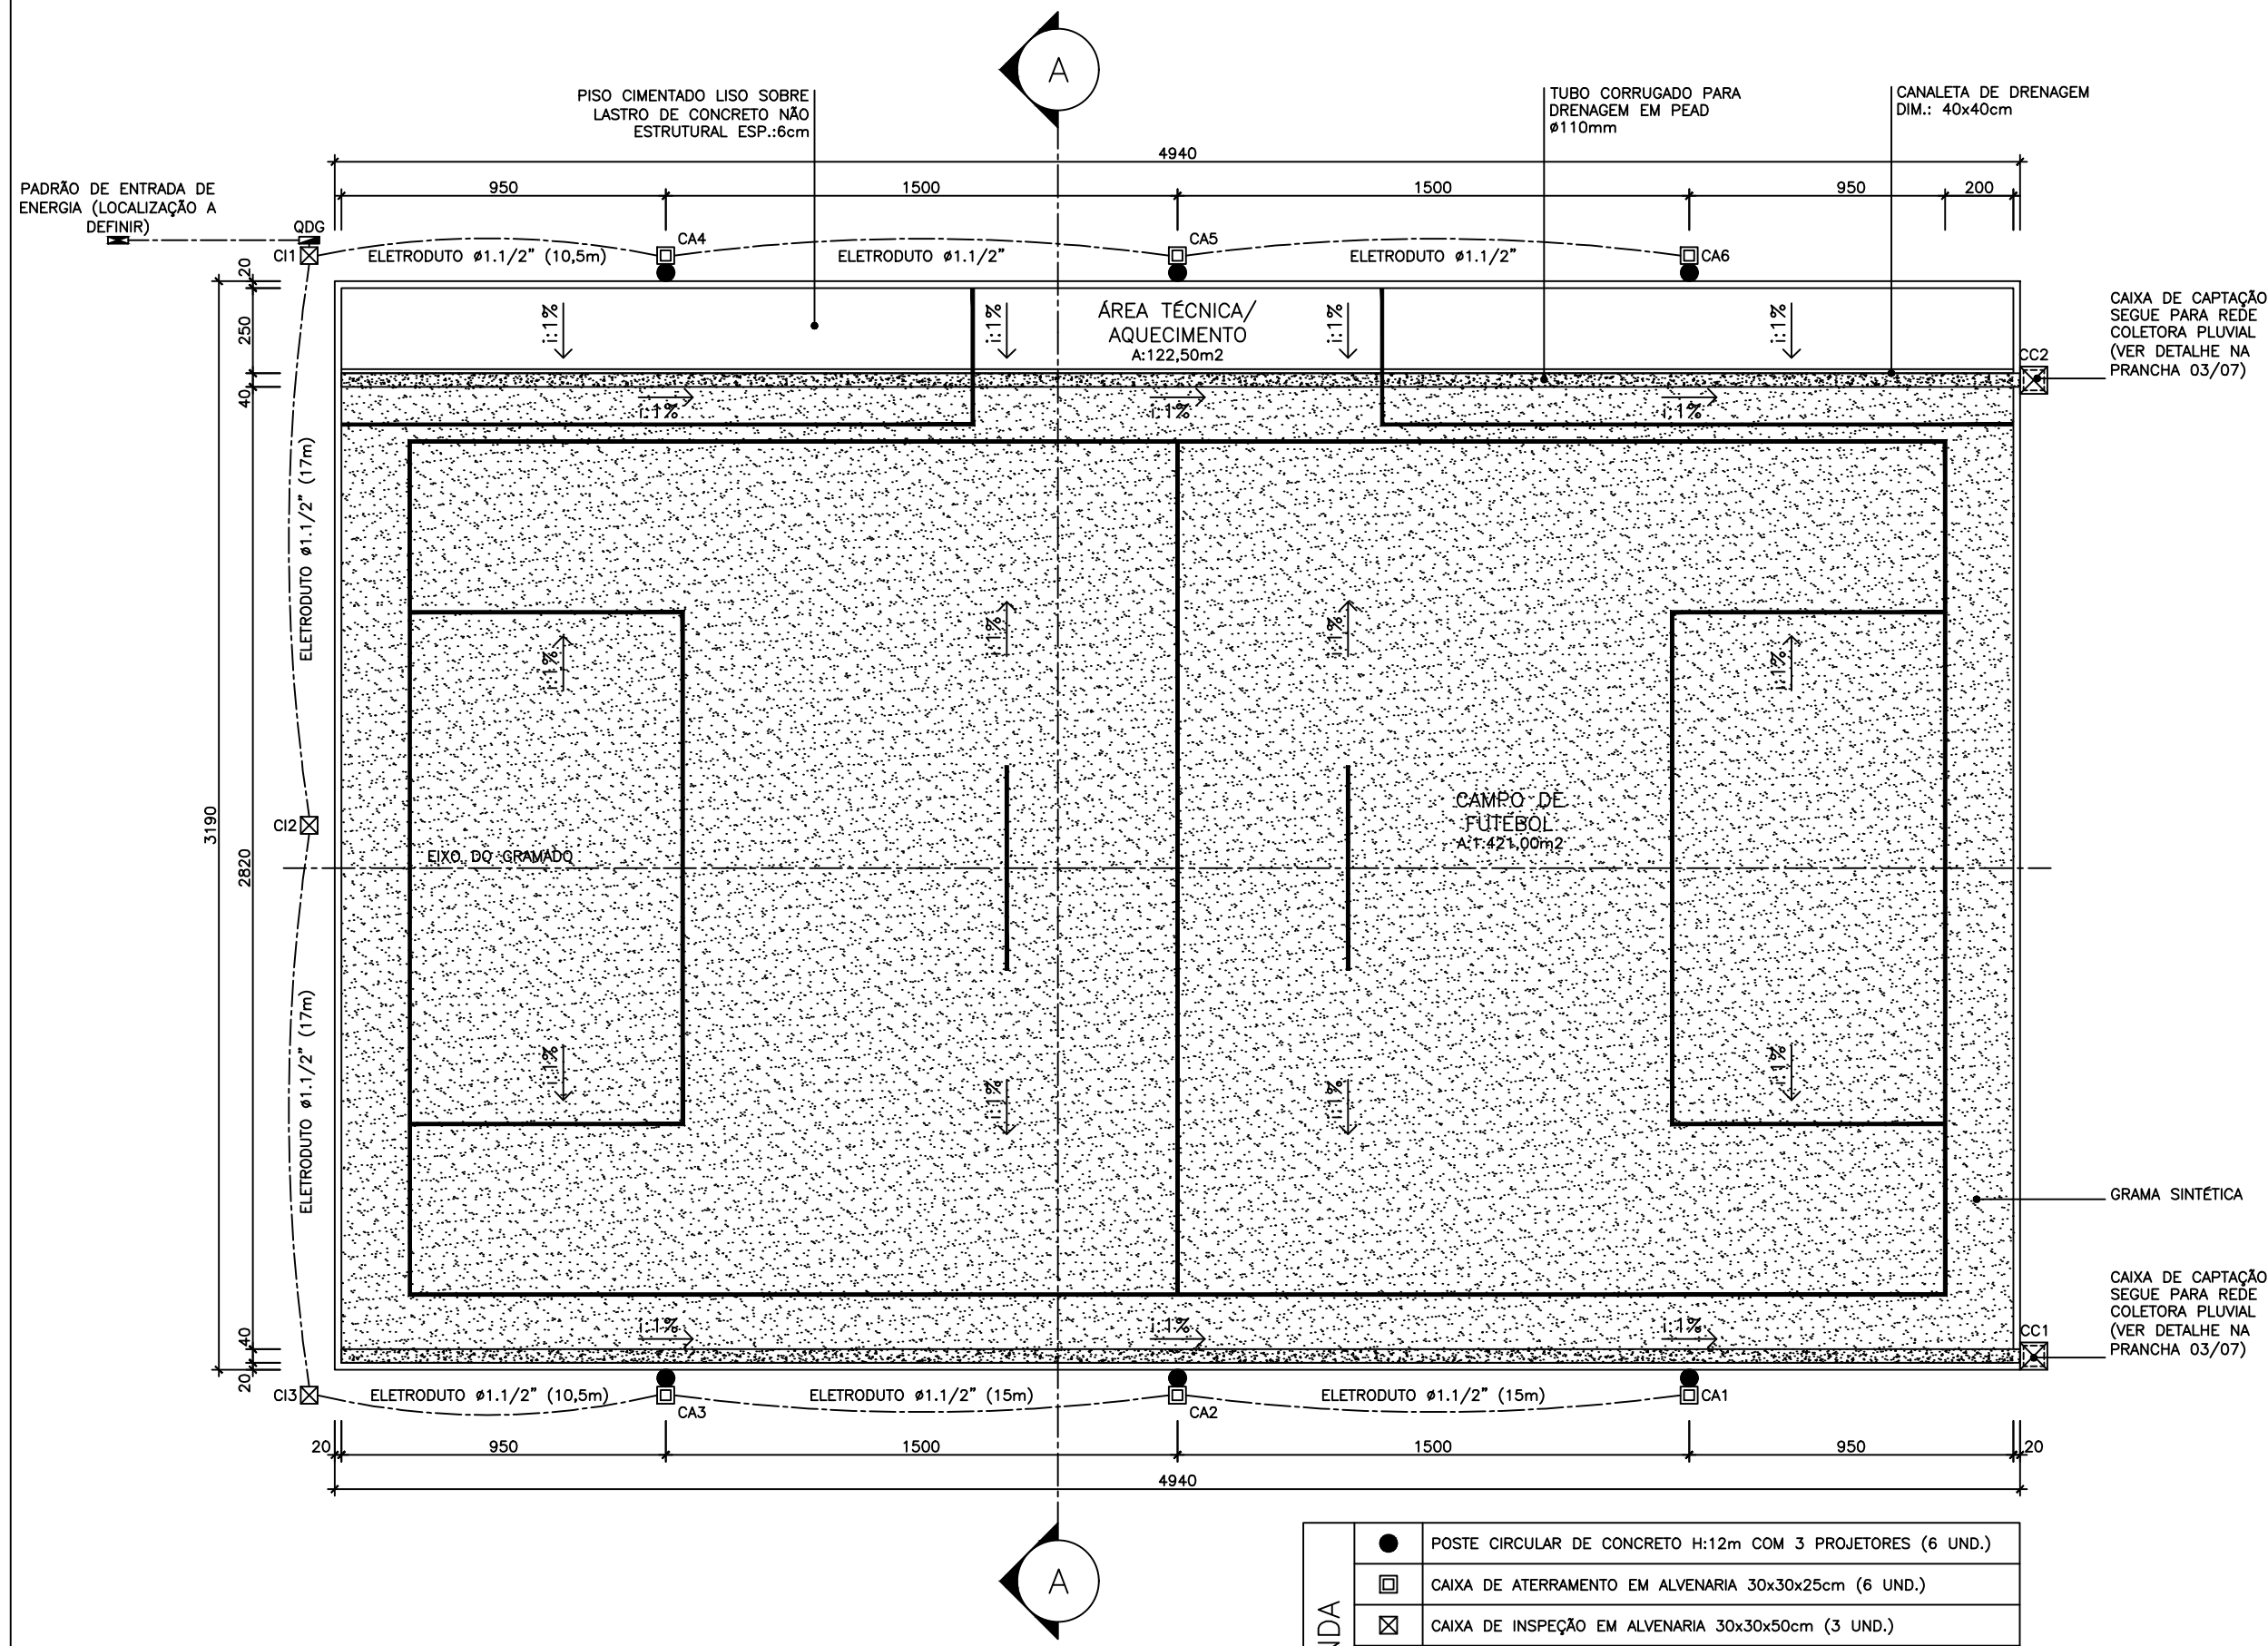 A
PISO CIMENTADO LISO SOBRE
LASTRO DE CONCRETO NÃO
ESTRUTURAL ESP.:6cm
TUBO CORRUGADO PARA
DRENAGEM EM PEAD
ø110mm
CANALETA DE DRENAGEM
DIM.: 40x40cm
4940
950
1500
1500
950
200
PADRÃO DE ENTRADA DE
ENERGIA (LOCALIZAÇÃO A
DEFINIR)
QDG
CI1
ELETRODUTO ø1.1/2" (10,5m)
CA4
ELETRODUTO ø1.1/2"
CA5
ELETRODUTO ø1.1/2"
CA6
20
250
40
2820
40
20
3190
i:1%
i:1%
ÁREA TÉCNICA/
AQUECIMENTO
A:122,50m2
i:1%
i:1%
CAIXA DE CAPTAÇÃO
SEGUE PARA REDE
COLETORA PLUVIAL
(VER DETALHE NA
PRANCHA 03/07)
CC2
i:1%
i:1%
i:1%
ELETRODUTO ø1.1/2" (17m)
i:1%
i:1%
i:1%
i:1%
CI2
EIXO DO GRAMADO
CAMPO DE
FUTEBOL
A:1.421,00m2
ELETRODUTO ø1.1/2" (17m)
i:1%
i:1%
i:1%
i:1%
GRAMA SINTÉTICA
CAIXA DE CAPTAÇÃO
SEGUE PARA REDE
COLETORA PLUVIAL
(VER DETALHE NA
PRANCHA 03/07)
CC1
i:1%
i:1%
i:1%
CI3
ELETRODUTO ø1.1/2" (10,5m)
CA3
ELETRODUTO ø1.1/2" (15m)
CA2
ELETRODUTO ø1.1/2" (15m)
CA1
20
950
1500
1500
950
20
4940
A
POSTE CIRCULAR DE CONCRETO H:12m COM 3 PROJETORES (6 UND.)
CAIXA DE ATERRAMENTO EM ALVENARIA 30x30x25cm (6 UND.)
CAIXA DE INSPEÇÃO EM ALVENARIA 30x30x50cm (3 UND.)